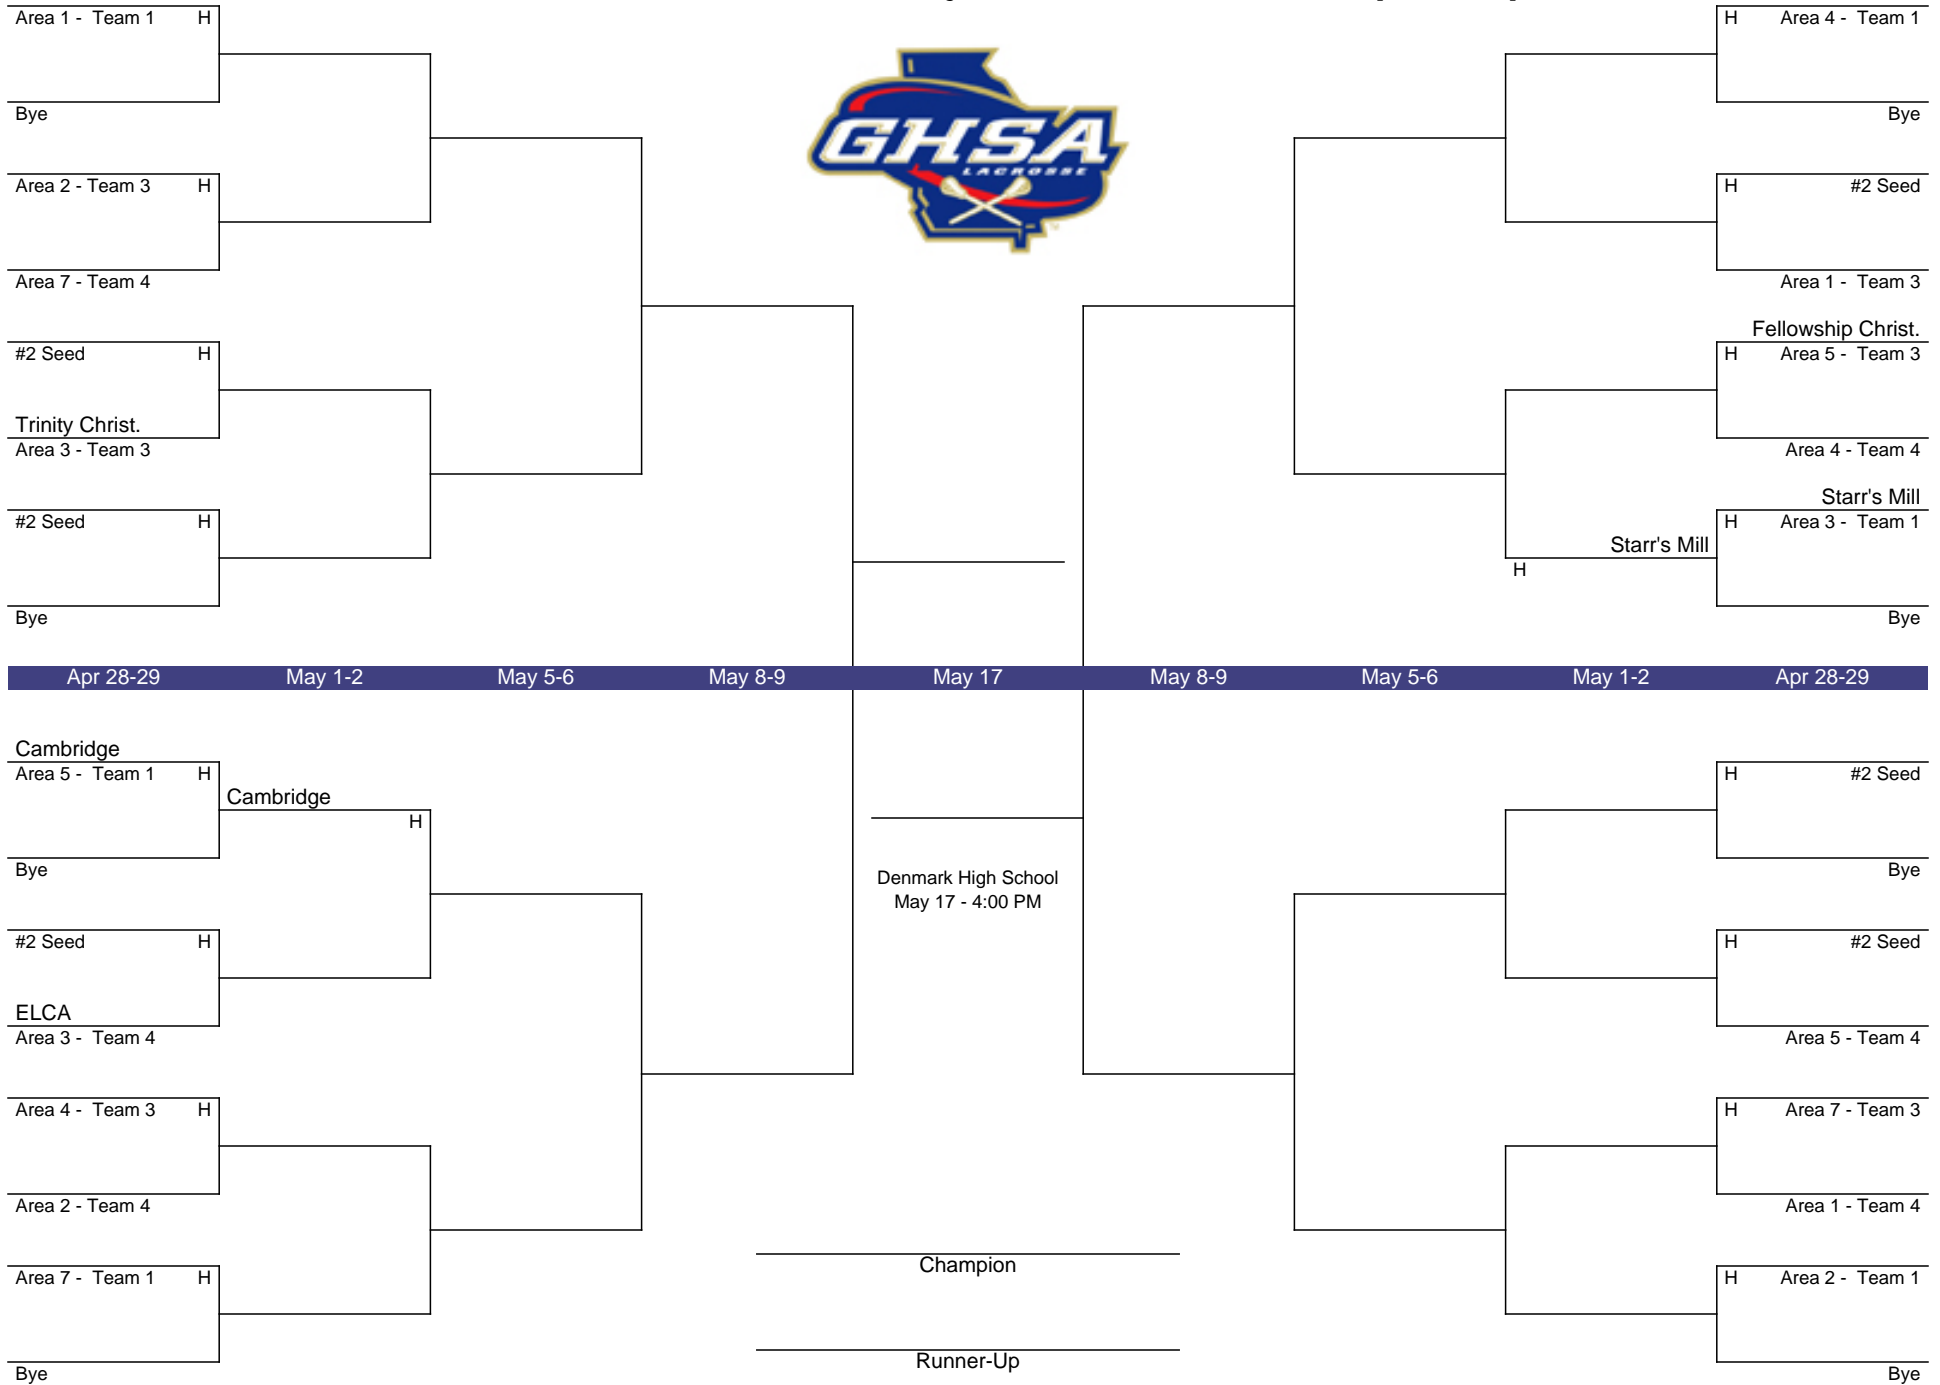 Area 1 - Team 1 H
Bye
Area 2 - Team 3 H
Area 7 - Team 4
#2 Seed H
Trinity Christ.
Area 3 - Team 3
#2 Seed H
Bye
GHSA
LACROSSE
TM
H Area 4 - Team 1
Bye
H #2 Seed
Area 1 - Team 3
Fellowship Christ.
H Area 5 - Team 3
Area 4 - Team 4
Starr's Mill
H Area 3 - Team 1
Starr's Mill
H
Bye
Apr 28-29 May 1-2 May 5-6 May 8-9 May 17 May 8-9 May 5-6 May 1-2 Apr 28-29
Cambridge
Area 5 - Team 1 H
Cambridge
H
Bye
#2 Seed H
ELCA
Area 3 - Team 4
Area 4 - Team 3 H
Area 2 - Team 4
Area 7 - Team 1 H
Bye
Denmark High School
May 17 - 4:00 PM
Champion
Runner-Up
H #2 Seed
Bye
H #2 Seed
Area 5 - Team 4
H Area 7 - Team 3
Area 1 - Team 4
H Area 2 - Team 1
Bye